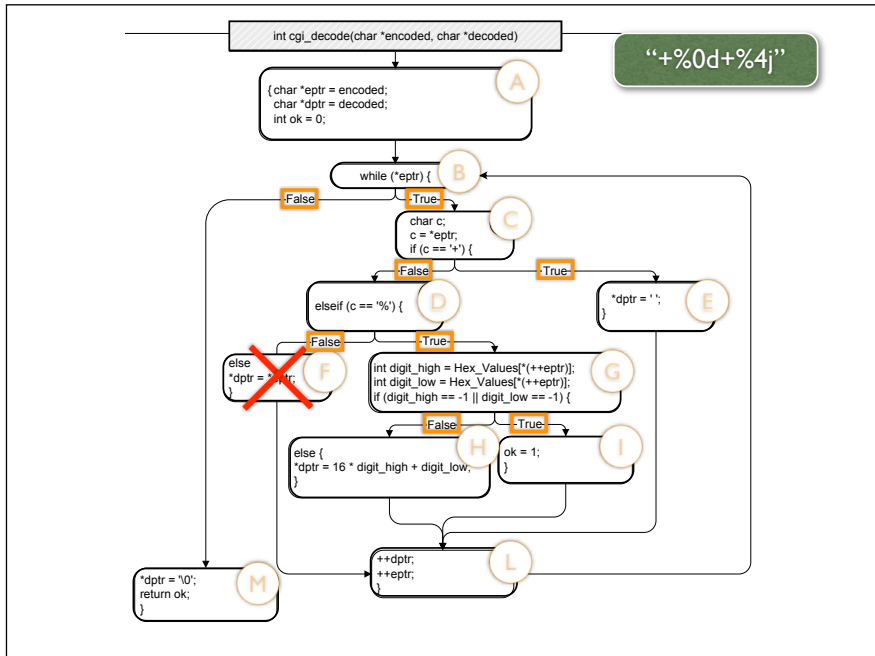 int cgi_decode(char *encoded, char *decoded)
“+%0d+%4j”
A
{ char *eptr = encoded;
char *dptr = decoded;
int ok = 0;
while (*eptr) {
B
False
True
C
char c;
c = *eptr;
if (c == '+') {
False
True
D
elseif (c == '%') {
E
*dptr = ' ';
}
False
True
F
else
*dptr = *eptr;
}
G
int digit_high = Hex_Values[*(++eptr)];
int digit_low = Hex_Values[*(++eptr)];
if (digit_high == -1 || digit_low == -1) {
False
True
H
else {
*dptr = 16 * digit_high + digit_low;
}
I
ok = 1;
}
L
++dptr;
++eptr;
}
M
*dptr = '\0';
return ok;
}